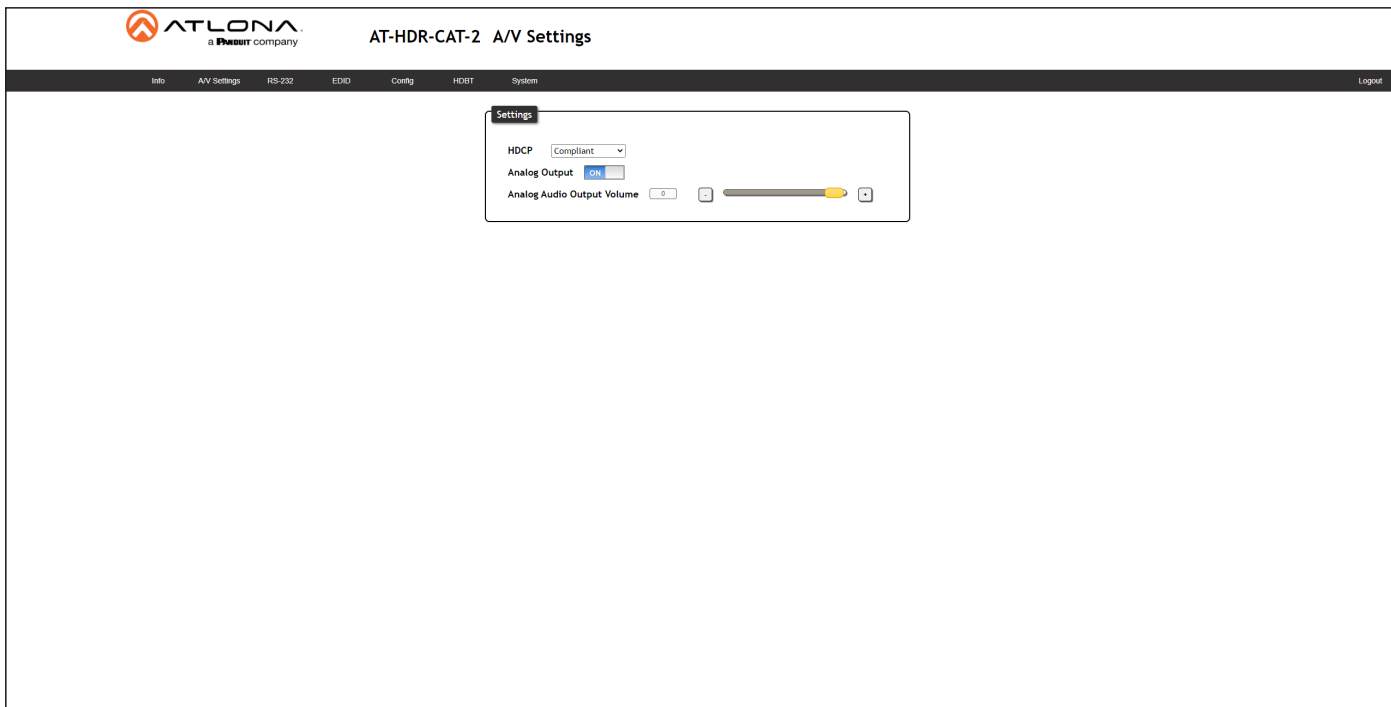 ATLONA.
a PANDUIT company
AT-HDR-CAT-2 A/V Settings
Info A/V Settings RS-232 EDID Config HDBT System Logout
Settings
HDCP Compliant
Analog Output ON
Analog Audio Output Volume 0 - +